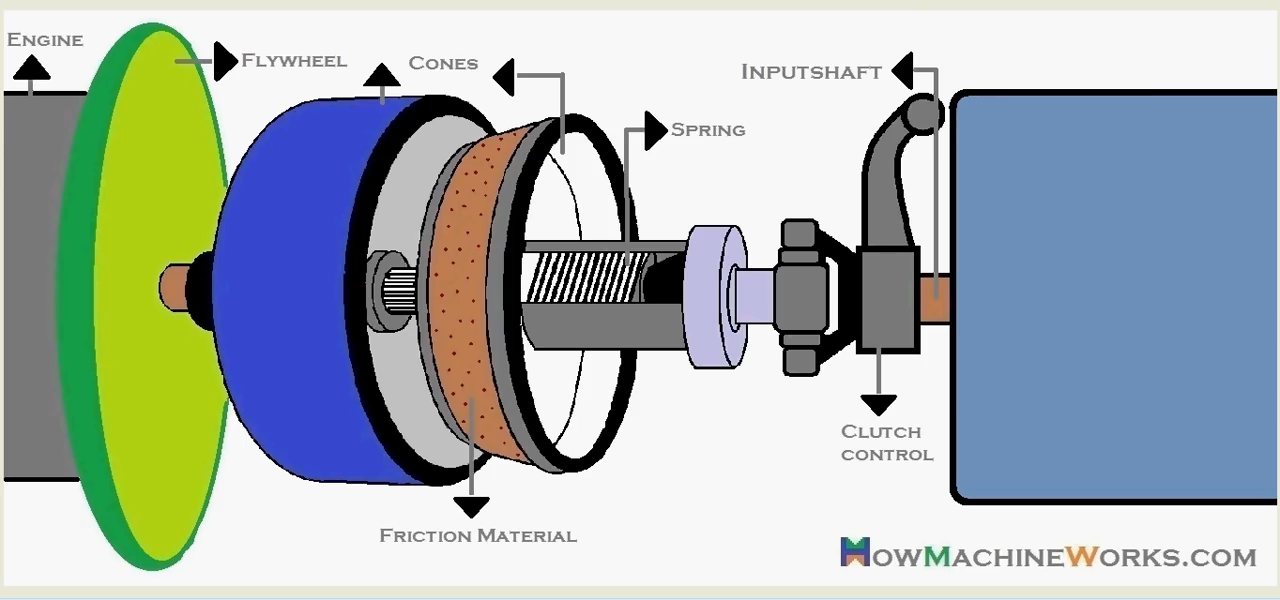 ENGINE
FLYWHEEL
CONES
SPRING
INPUTSHAFT
CLUTCH
CONTROL
FRICTION MATERIAL
HOWMACHINEWORKS.COM